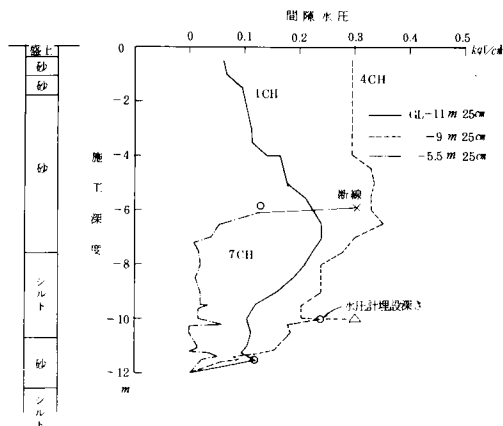 間隙水圧
0 0.1 0.2 0.3 0.4 0.5
kgf/cm²
0
-2
-4
-6
-8
-10
-12
m
施工深度
盛土
砂
砂
砂
シルト
砂
シルト
1CH
4CH
7CH
GL-11m 25cm
-9m 25cm
-5.5m 25cm
断線
水圧計埋設深さ